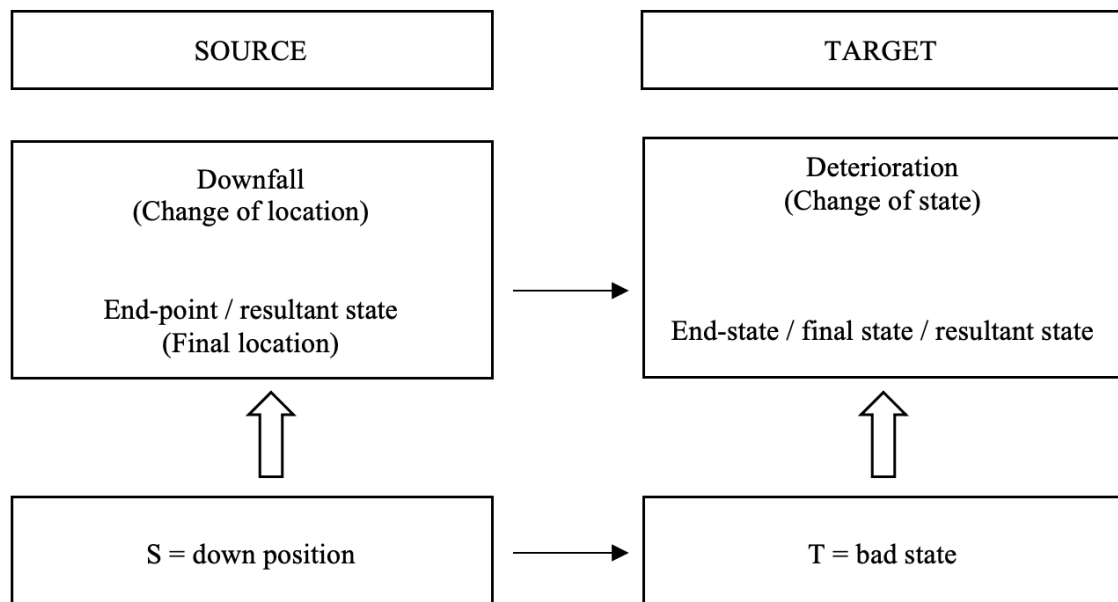 SOURCE
TARGET
Downfall
(Change of location)
End-point / resultant state
(Final location)
Deterioration
(Change of state)
End-state / final state / resultant state
S = down position
T = bad state